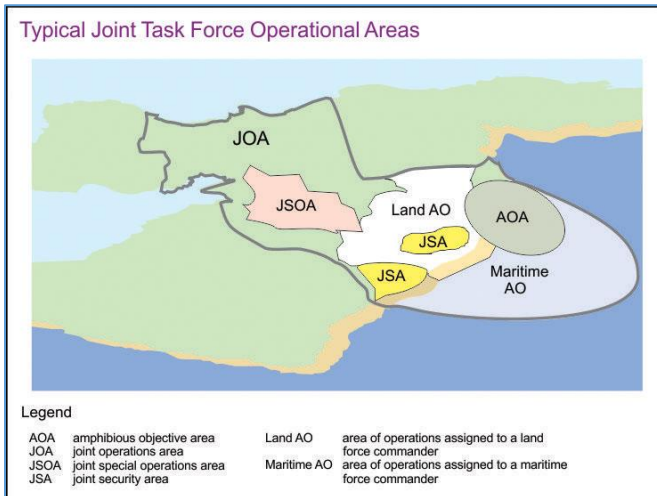 Typical Joint Task Force Operational Areas
JOA
JSOA
Land AO
AOA
JSA
JSA
Maritime
AO
Legend
AOA amphibious objective area
JOA joint operations area
JSOA joint special operations area
JSA joint security area
Land AO area of operations assigned to a land
force commander
Maritime AO area of operations assigned to a maritime
force commander